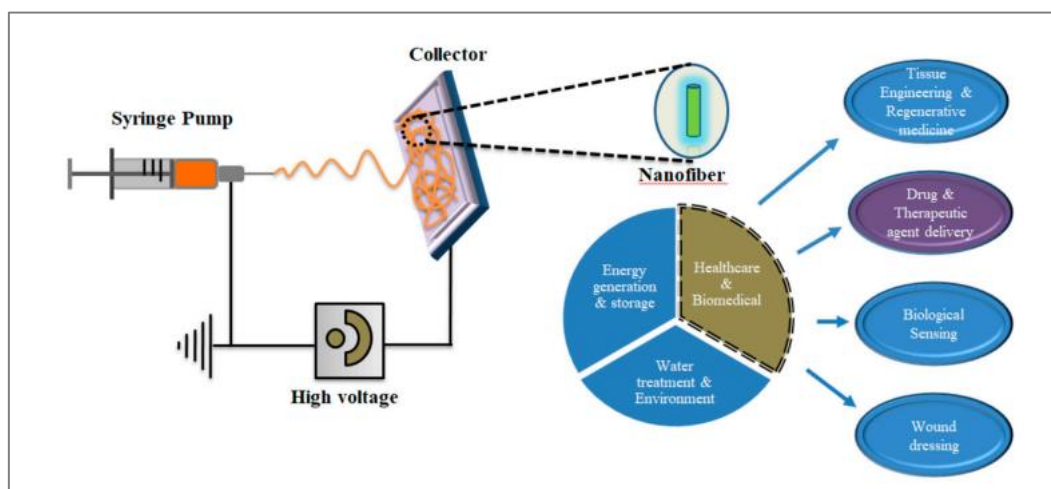 Collector
Syringe Pump
High voltage
Nanofiber
Energy
generation
& storage
Healthcare
&
Biomedical
Water
treatment &
Environment
Tissue
Engineering &
Regenerative
medicine
Drug &
Therapeutic
agent delivery
Biological
Sensing
Wound
dressing